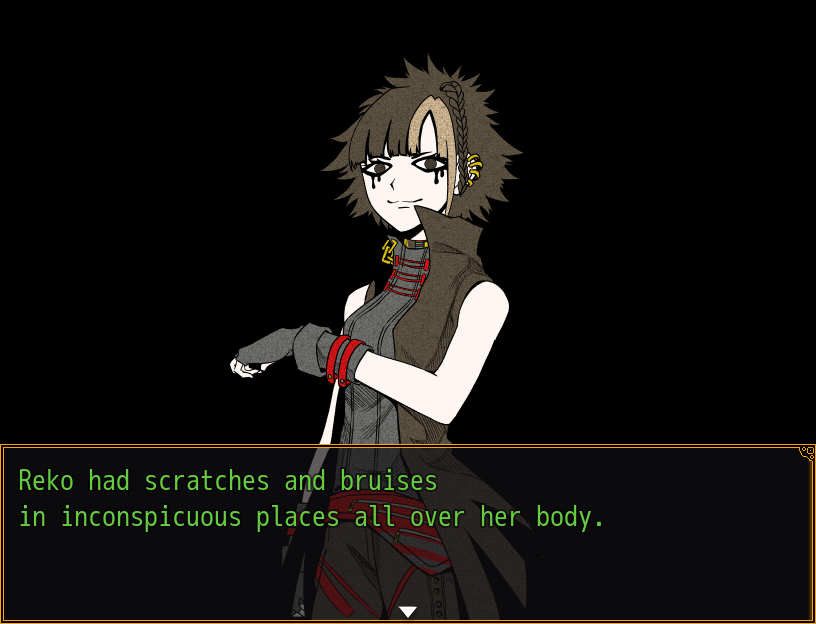 Reko had scratches and bruises
in inconspicuous places all over her body.